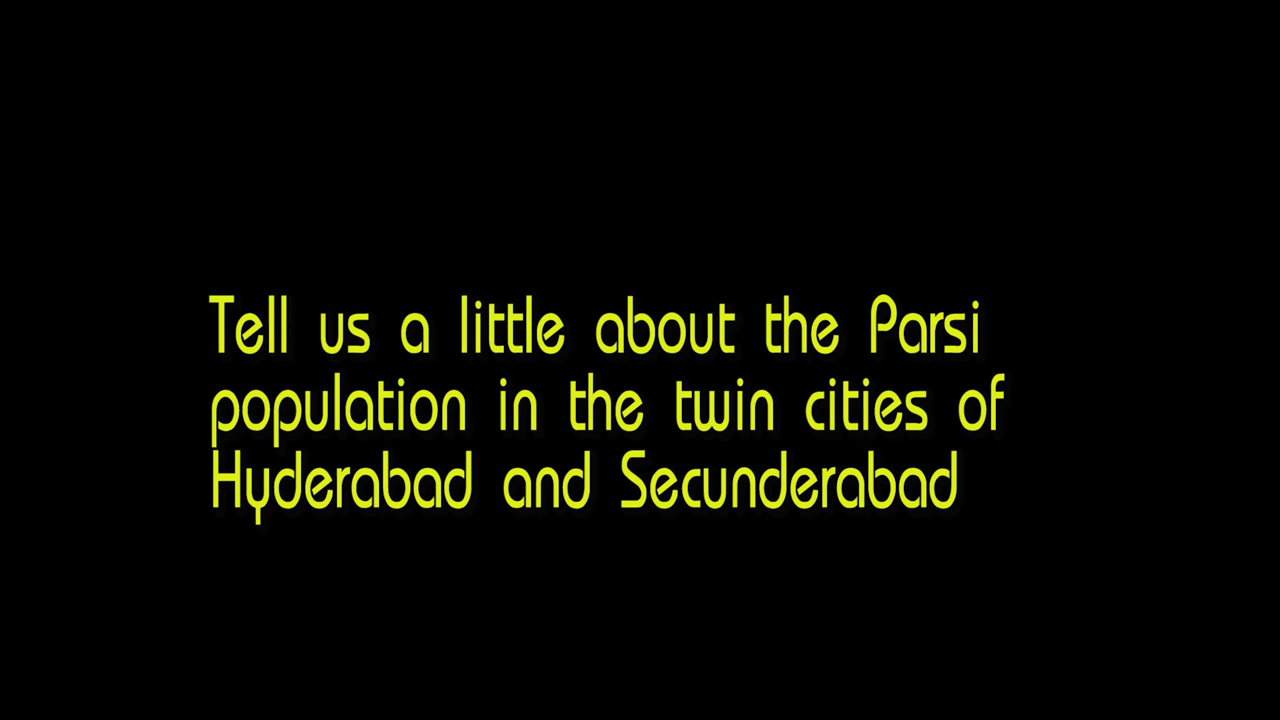 Tell us a little about the Parsi
population in the twin cities of
Hyderabad and Secunderabad